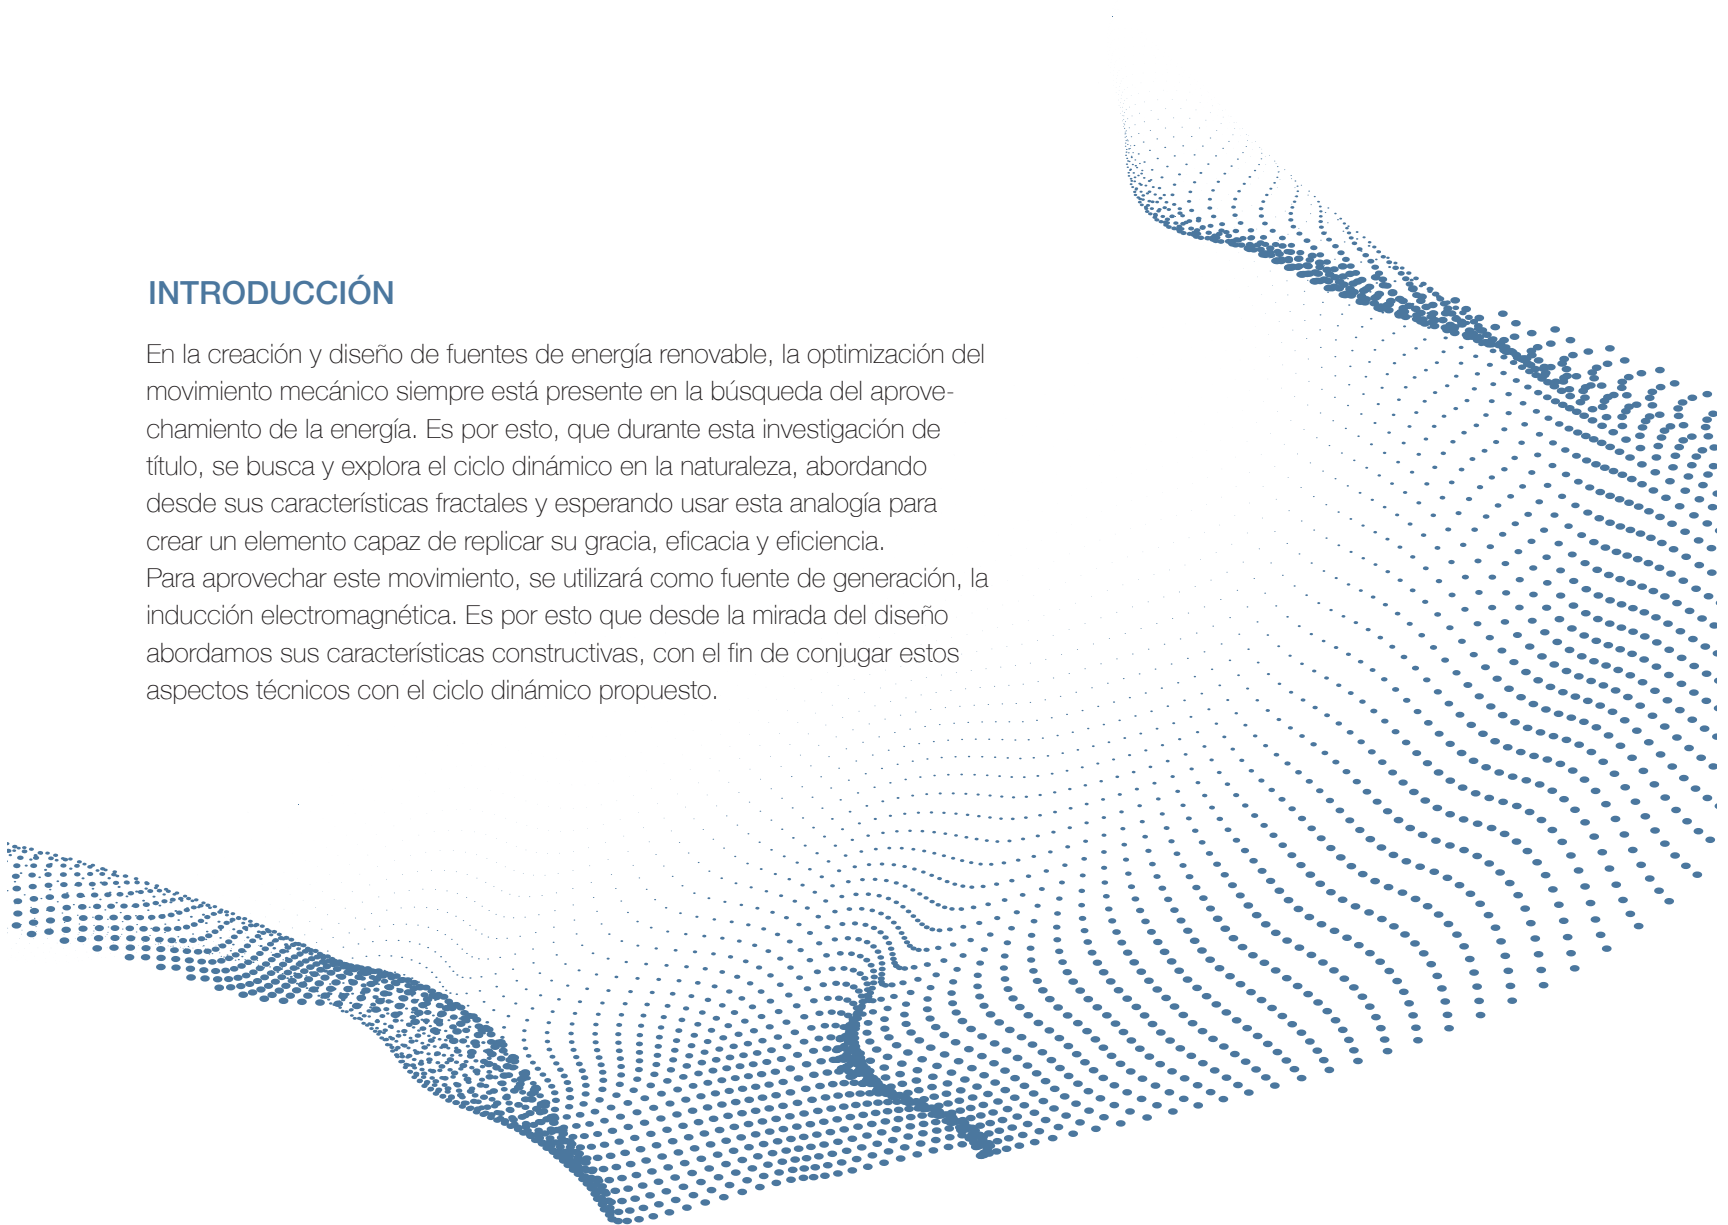 INTRODUCCIÓN
En la creación y diseño de fuentes de energía renovable, la optimización del
movimiento mecánico siempre está presente en la búsqueda del aprove-
chamiento de la energía. Es por esto, que durante esta investigación de
título, se busca y explora el ciclo dinámico en la naturaleza, abordando
desde sus características fractales y esperando usar esta analogía para
crear un elemento capaz de replicar su gracia, eficacia y eficiencia.
Para aprovechar este movimiento, se utilizará como fuente de generación, la
inducción electromagnética. Es por esto que desde la mirada del diseño
abordamos sus características constructivas, con el fin de conjugar estos
aspectos técnicos con el ciclo dinámico propuesto.